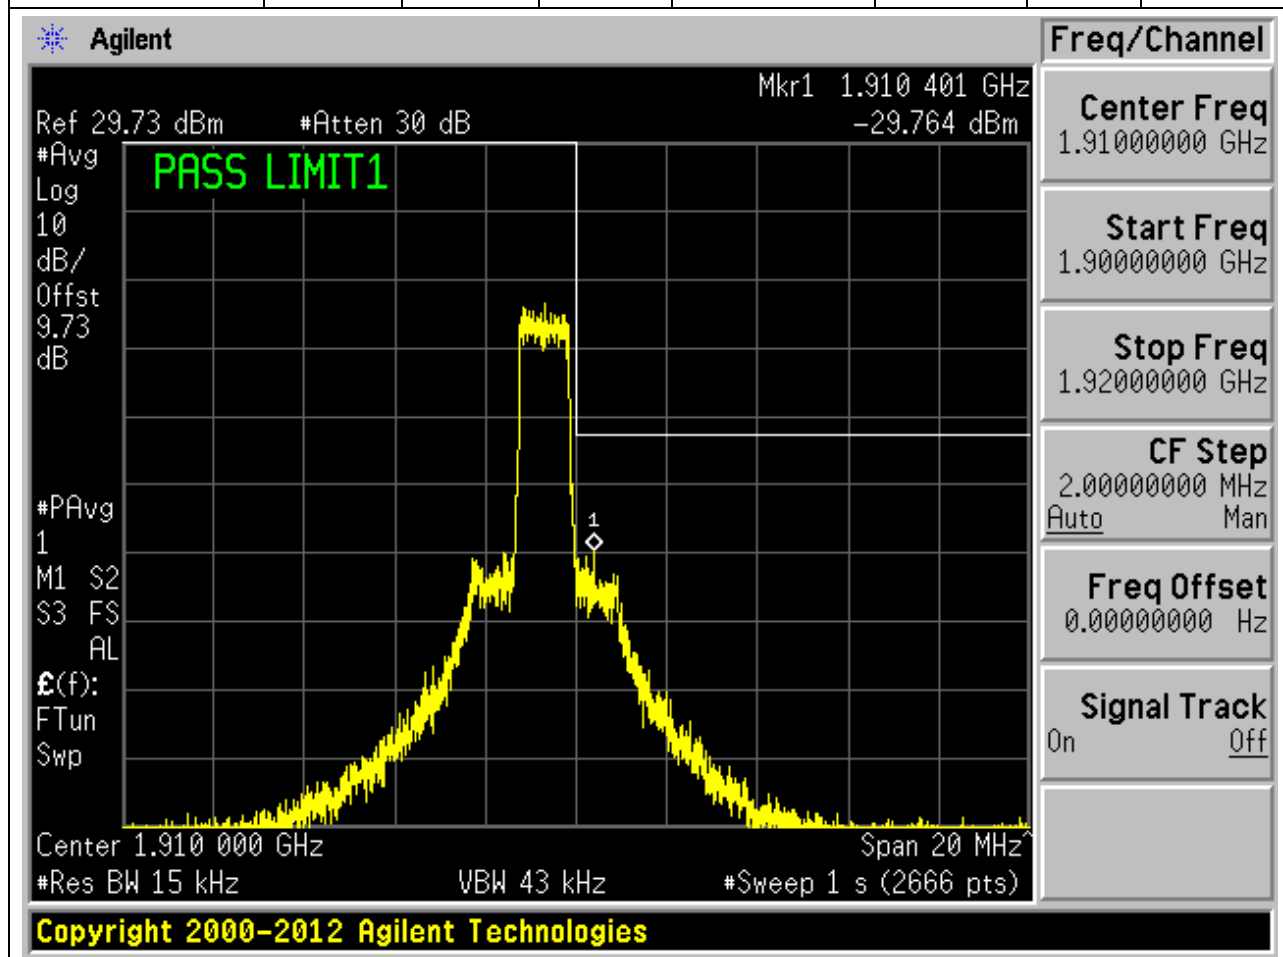 Agilent
Freq/Channel
Mkr1 1.910 401 GHz
Ref 29.73 dBm #Atten 30 dB -29.764 dBm
#Avg
Log
10
dB/
Offst
9.73
dB
PASS LIMIT1
1
#PAvg
1
M1 S2
S3 FS
AL
£(f):
FTun
Swp
Center 1.910 000 GHz Span 20 MHz^
#Res BW 15 kHz VBW 43 kHz #Sweep 1 s (2666 pts)
Copyright 2000-2012 Agilent Technologies
Center Freq
1.91000000 GHz
Start Freq
1.90000000 GHz
Stop Freq
1.92000000 GHz
CF Step
2.00000000 MHz
Auto Man
Freq Offset
0.00000000 Hz
Signal Track
On Off